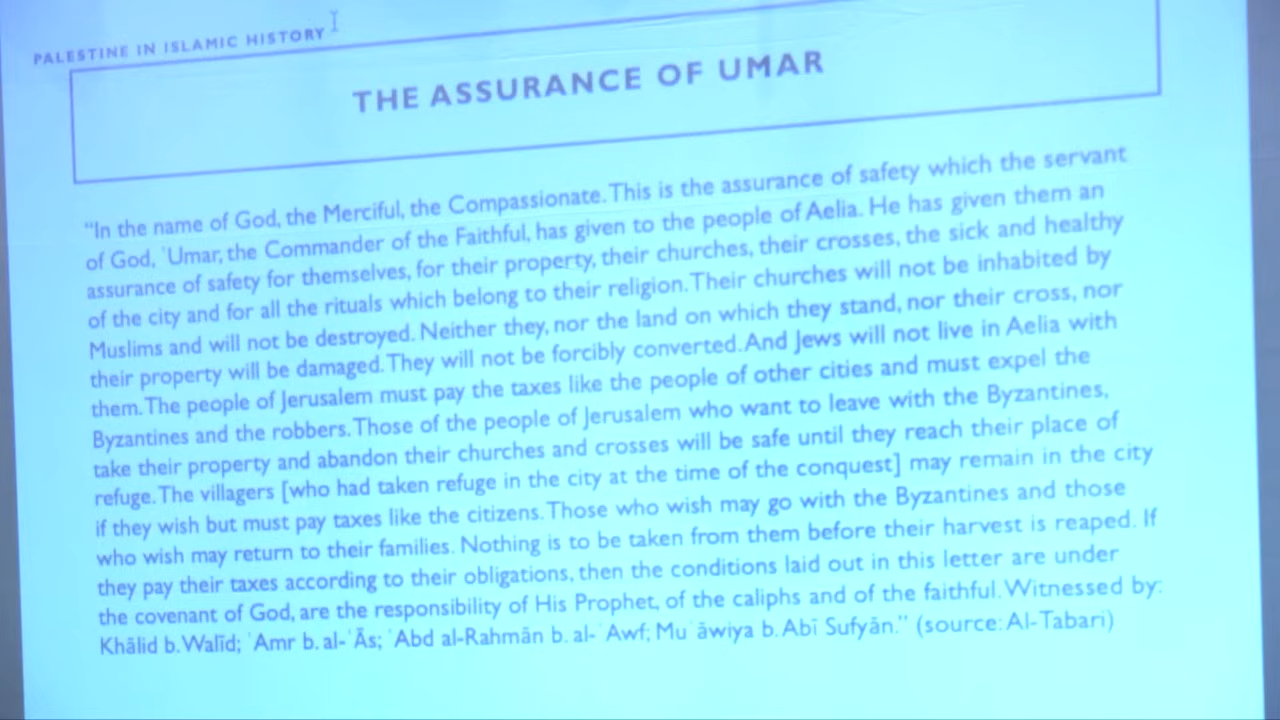 PALESTINE IN ISLAMIC HISTORY
THE ASSURANCE OF UMAR
“In the name of God, the Merciful, the Compassionate. This is the assurance of safety which the servant
of God, ʿUmar, the Commander of the Faithful, has given to the people of Aelia. He has given them an
assurance of safety for themselves, for their property, their churches, their crosses, the sick and healthy
of the city and for all the rituals which belong to their religion. Their churches will not be inhabited by
Muslims and will not be destroyed. Neither they, nor the land on which they stand, nor their cross, nor
their property will be damaged. They will not be forcibly converted. And Jews will not live in Aelia with
them. The people of Jerusalem must pay the taxes like the people of other cities and must expel the
Byzantines and the robbers. Those of the people of Jerusalem who want to leave with the Byzantines,
take their property and abandon their churches and crosses will be safe until they reach their place of
refuge. The villagers [who had taken refuge in the city at the time of the conquest] may remain in the city
if they wish but must pay taxes like the citizens. Those who wish may go with the Byzantines and those
who wish may return to their families. Nothing is to be taken from them before their harvest is reaped. If
they pay their taxes according to their obligations, then the conditions laid out in this letter are under
the covenant of God, are the responsibility of His Prophet, of the caliphs and of the faithful. Witnessed by:
Khālid b. Walīd; ʿAmr b. al-ʿĀs; ʿAbd al-Rahmān b. al-ʿAwf; Muʿāwiya b. Abī Sufyān.” (source: Al-Tabari)